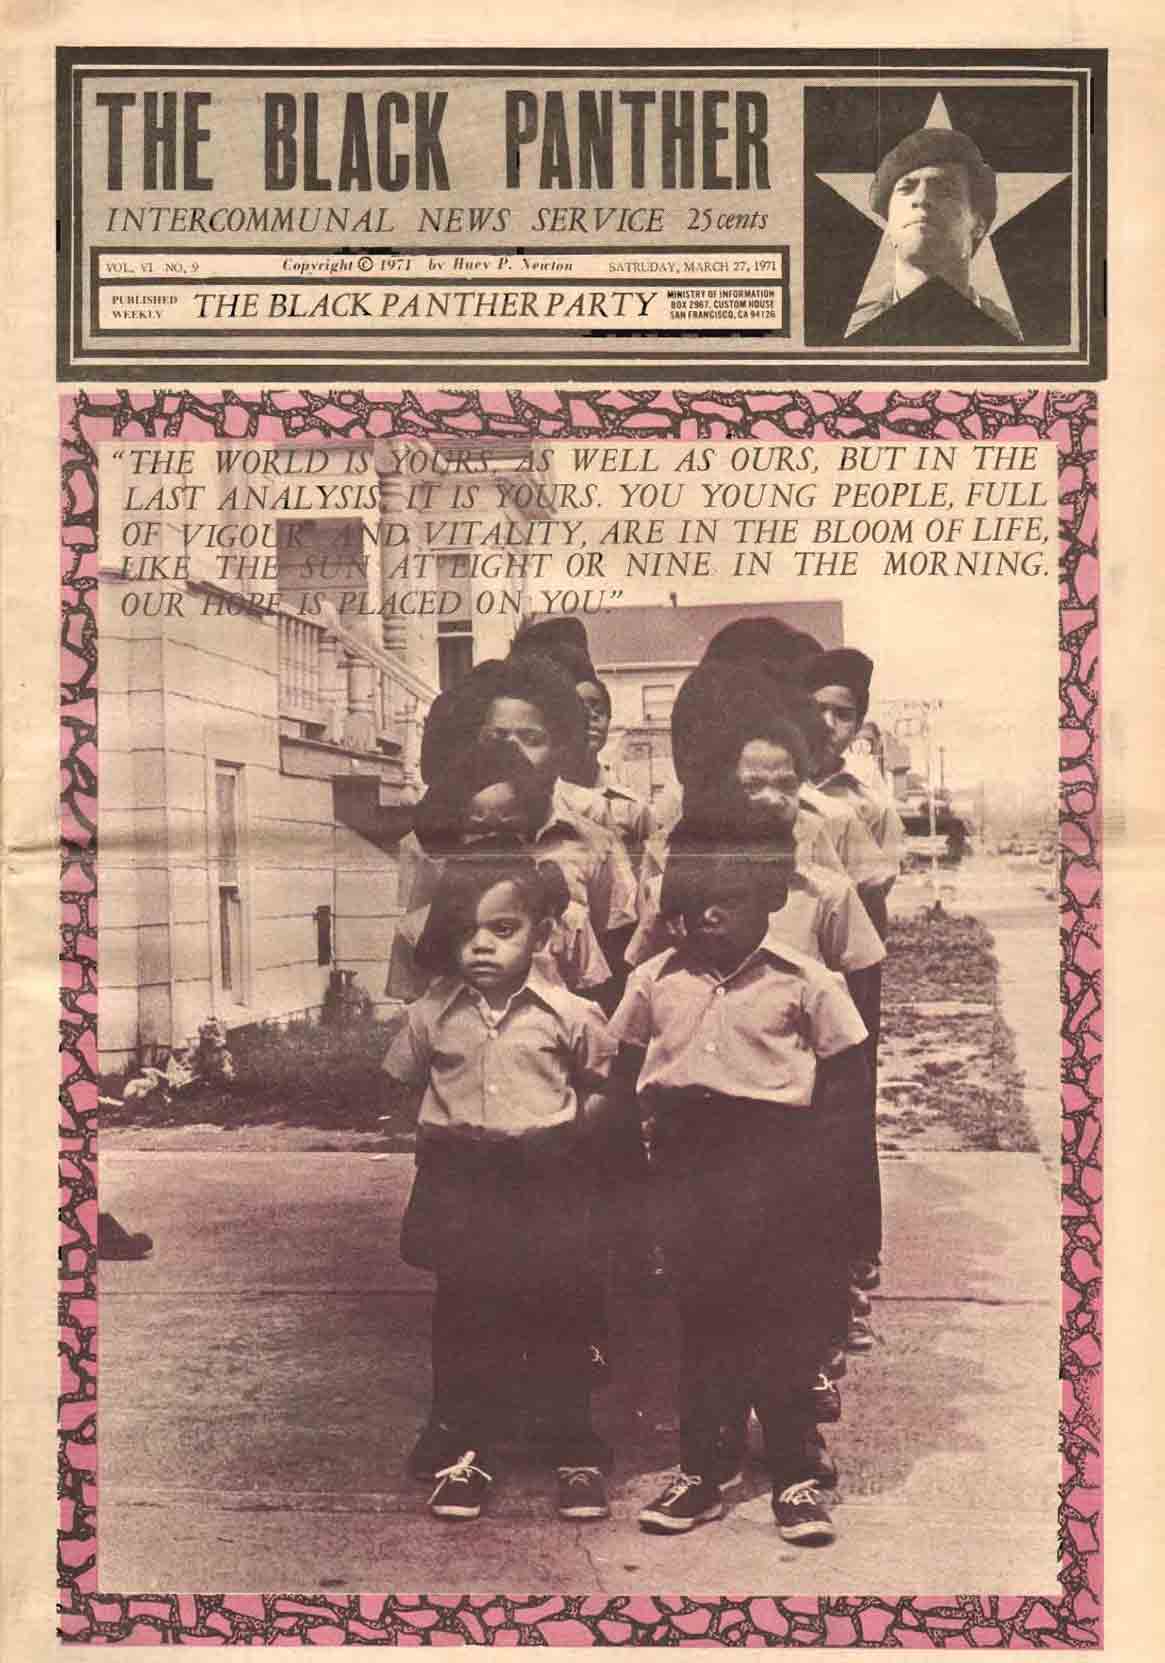 THE BLACK PANTHER
INTERCOMMUNAL NEWS SERVICE 25 cents
VOL. VI NO. 9 Copyright © 1971 by Huey P. Newton SATRUDAY, MARCH 27, 1971
PUBLISHED
WEEKLY
THE BLACK PANTHER PARTY
MINISTRY OF INFORMATION
BOX 2967, CUSTOM HOUSE
SAN FRANCISCO, CA 94126
“THE WORLD IS YOURS, AS WELL AS OURS, BUT IN THE
LAST ANALYSIS, IT IS YOURS. YOU YOUNG PEOPLE, FULL
OF VIGOUR AND VITALITY, ARE IN THE BLOOM OF LIFE,
LIKE THE SUN AT EIGHT OR NINE IN THE MORNING.
OUR HOPE IS PLACED ON YOU.”